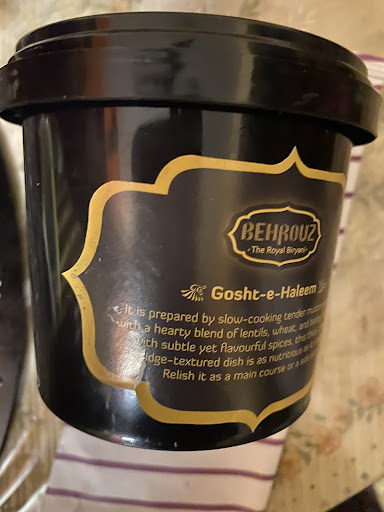 BEHROUZ
-The Royal Biryani-
Gosht-e-Haleem
It is prepared by slow-cooking tender
with a hearty blend of lentils, wheat, and
with subtle yet flavourful spices, this
-textured dish is as nutritious as
Relish it as a main course or a